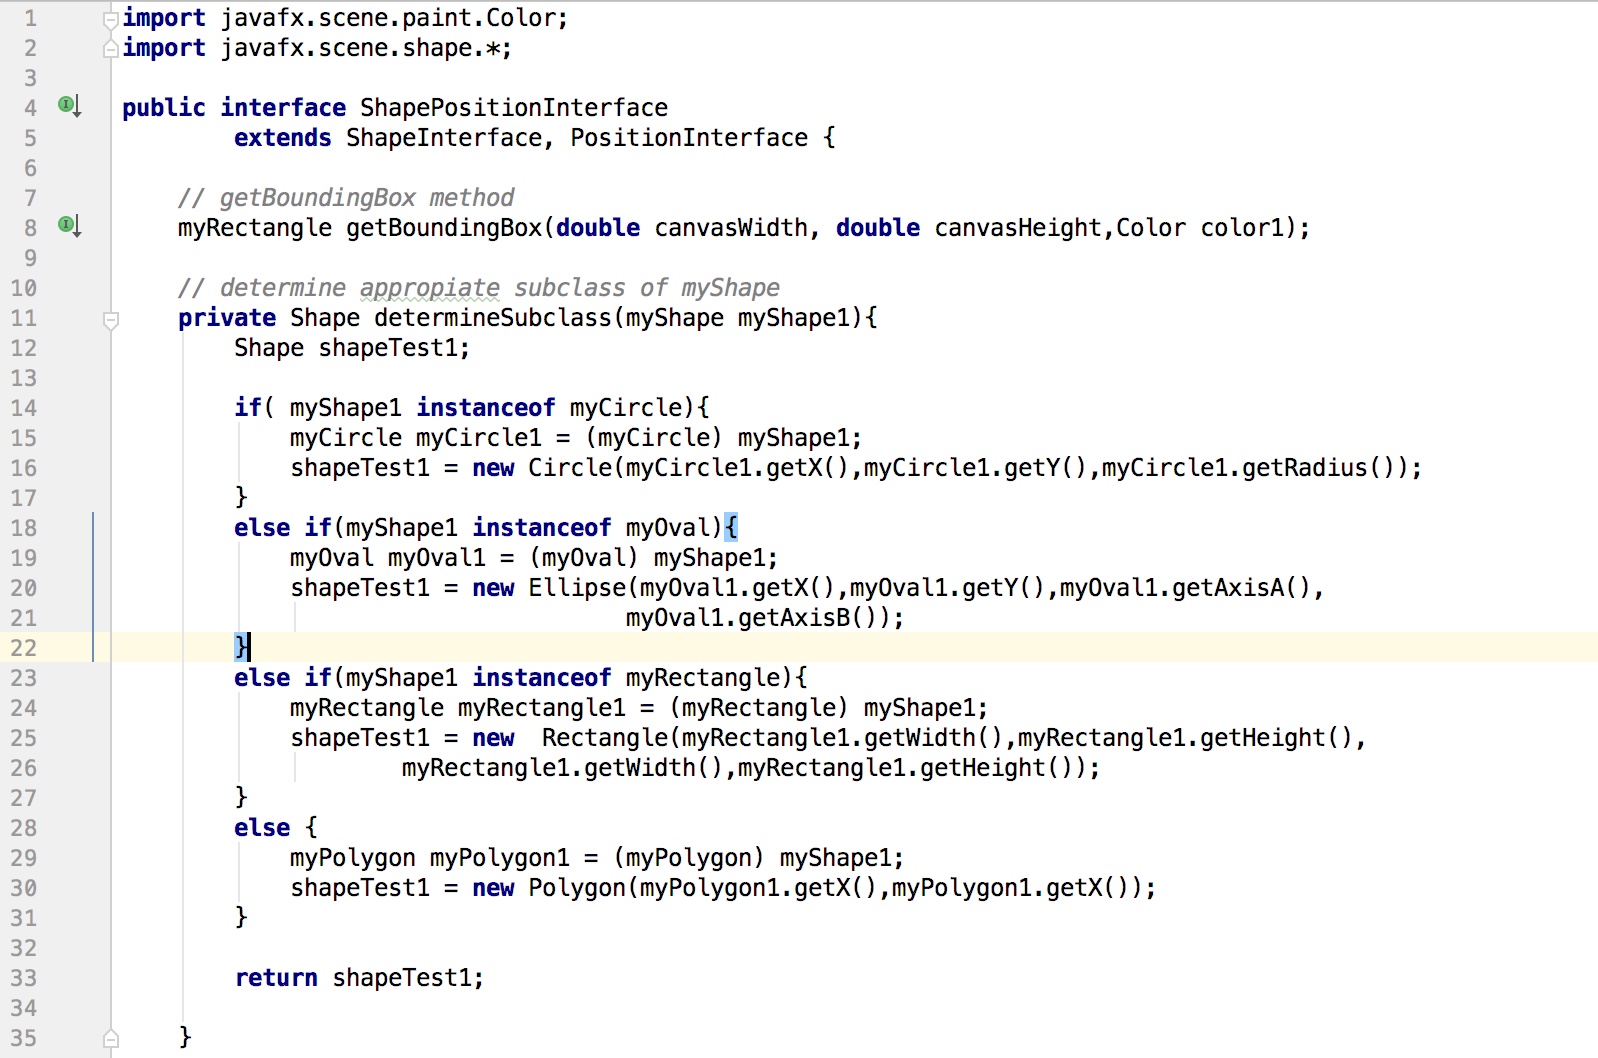 1 import javafx.scene.paint.Color;
2 import javafx.scene.shape.*;
3
4 public interface ShapePositionInterface
5         extends ShapeInterface, PositionInterface {
6
7     // getBoundingBox method
8     myRectangle getBoundingBox(double canvasWidth, double canvasHeight,Color color1);
9
10     // determine appropiate subclass of myShape
11     private Shape determineSubclass(myShape myShape1){
12         Shape shapeTest1;
13
14         if( myShape1 instanceof myCircle){
15             myCircle myCircle1 = (myCircle) myShape1;
16             shapeTest1 = new Circle(myCircle1.getX(),myCircle1.getY(),myCircle1.getRadius());
17         }
18         else if(myShape1 instanceof myOval){
19             myOval myOval1 = (myOval) myShape1;
20             shapeTest1 = new Ellipse(myOval1.getX(),myOval1.getY(),myOval1.getAxisA(),
21                                     myOval1.getAxisB());
22         }
23         else if(myShape1 instanceof myRectangle){
24             myRectangle myRectangle1 = (myRectangle) myShape1;
25             shapeTest1 = new  Rectangle(myRectangle1.getWidth(),myRectangle1.getHeight(),
26                     myRectangle1.getWidth(),myRectangle1.getHeight());
27         }
28         else {
29             myPolygon myPolygon1 = (myPolygon) myShape1;
30             shapeTest1 = new Polygon(myPolygon1.getX(),myPolygon1.getX());
31         }
32
33         return shapeTest1;
34
35     }